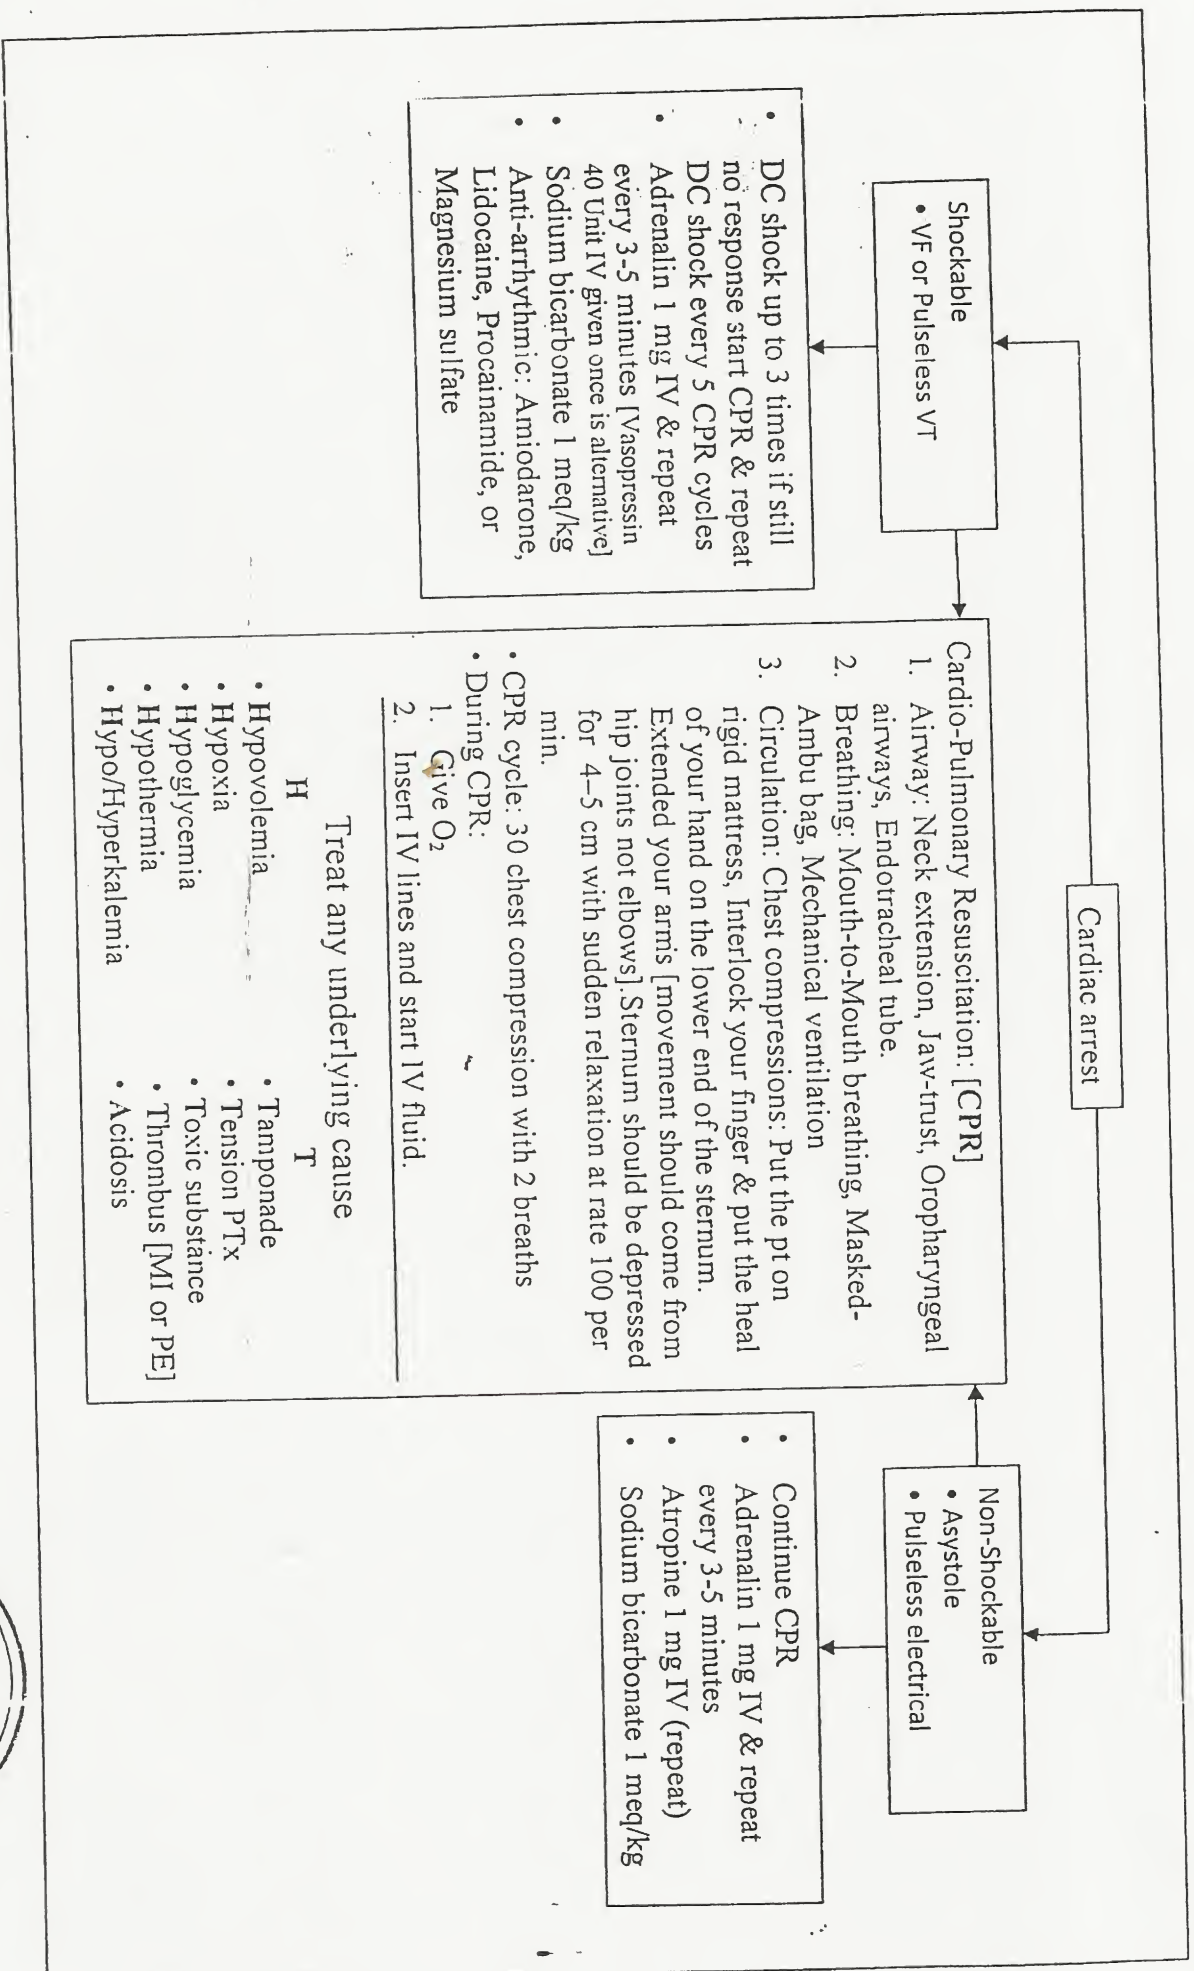 Cardiac arrest
Shockable
• VF or Pulseless VT
• DC shock up to 3 times if still
no response start CPR & repeat
DC shock every 5 CPR cycles
• Adrenalin 1 mg IV & repeat
every 3-5 minutes [Vasopressin
40 Unit IV given once is alternative]
• Sodium bicarbonate 1 meq/kg
• Anti-arrhythmic: Amiodarone,
Lidocaine, Procainamide, or
Magnesium sulfate
Cardio-Pulmonary Resuscitation: [CPR]
1. Airway: Neck extension, Jaw-trust, Oropharyngeal
airways, Endotracheal tube.
2. Breathing: Mouth-to-Mouth breathing, Masked-
Ambu bag, Mechanical ventilation
3. Circulation: Chest compressions: Put the pt on
rigid mattress, Interlock your finger & put the heal
of your hand on the lower end of the sternum.
Extended your arms [movement should come from
hip joints not elbows].Sternum should be depressed
for 4–5 cm with sudden relaxation at rate 100 per
min.
• CPR cycle: 30 chest compression with 2 breaths
• During CPR:
1. Give O₂
2. Insert IV lines and start IV fluid.
Treat any underlying cause
H T
• Hypovolemia • Tamponade
• Hypoxia • Tension PTx
• Hypoglycemia • Toxic substance
• Hypothermia • Thrombus [MI or PE]
• Hypo/Hyperkalemia • Acidosis
Non-Shockable
• Asystole
• Pulseless electrical
• Continue CPR
• Adrenalin 1 mg IV & repeat
every 3-5 minutes
• Atropine 1 mg IV (repeat)
• Sodium bicarbonate 1 meq/kg